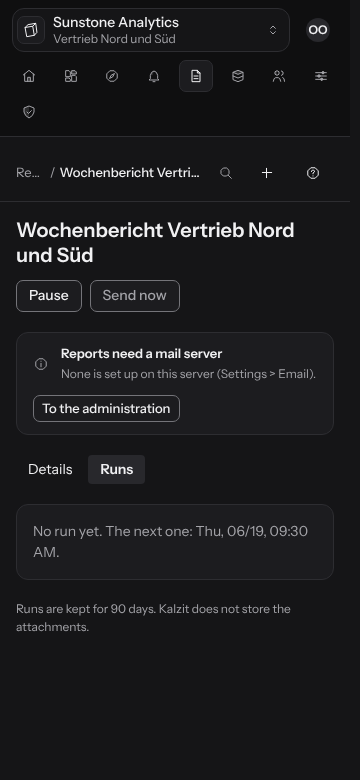 Sunstone Analytics
Vertrieb Nord und Süd
OO
Re... / Wochenbericht Vertri...
Wochenbericht Vertrieb Nord
und Süd
Pause
Send now
Reports need a mail server
None is set up on this server (Settings > Email).
To the administration
Details
Runs
No run yet. The next one: Thu, 06/19, 09:30
AM.
Runs are kept for 90 days. Kalzit does not store the
attachments.